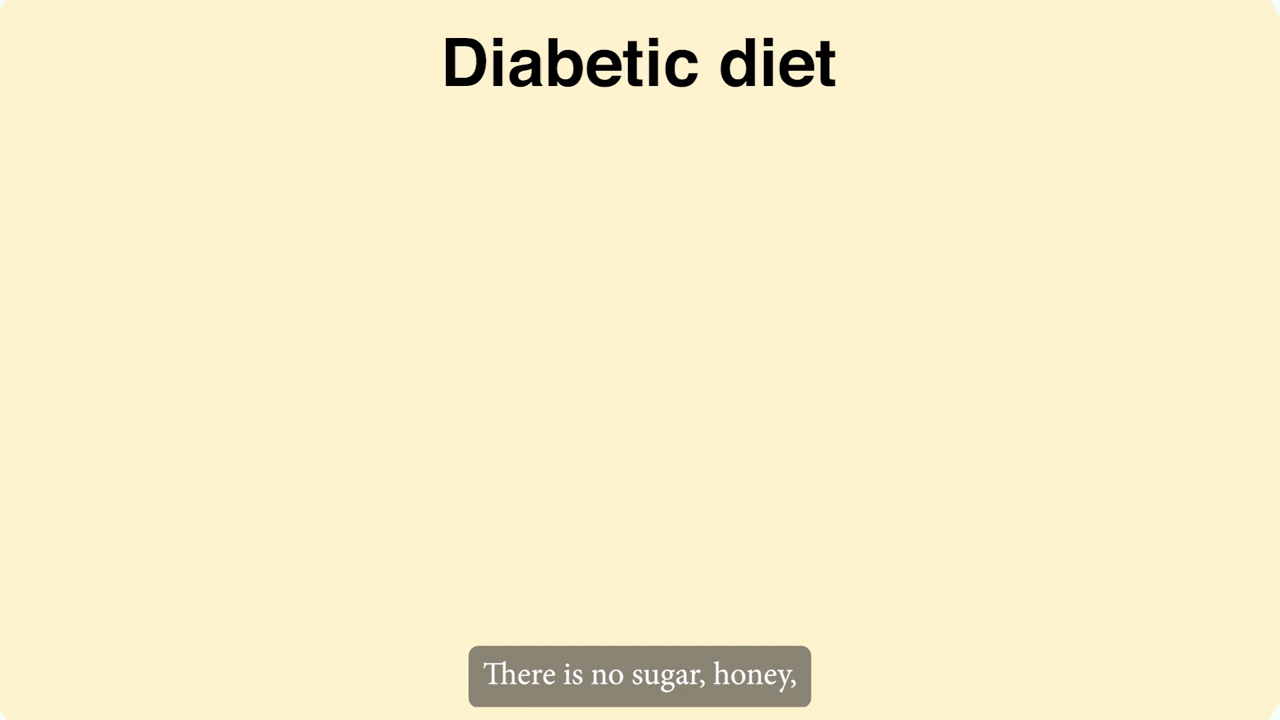 Diabetic diet
There is no sugar, honey,